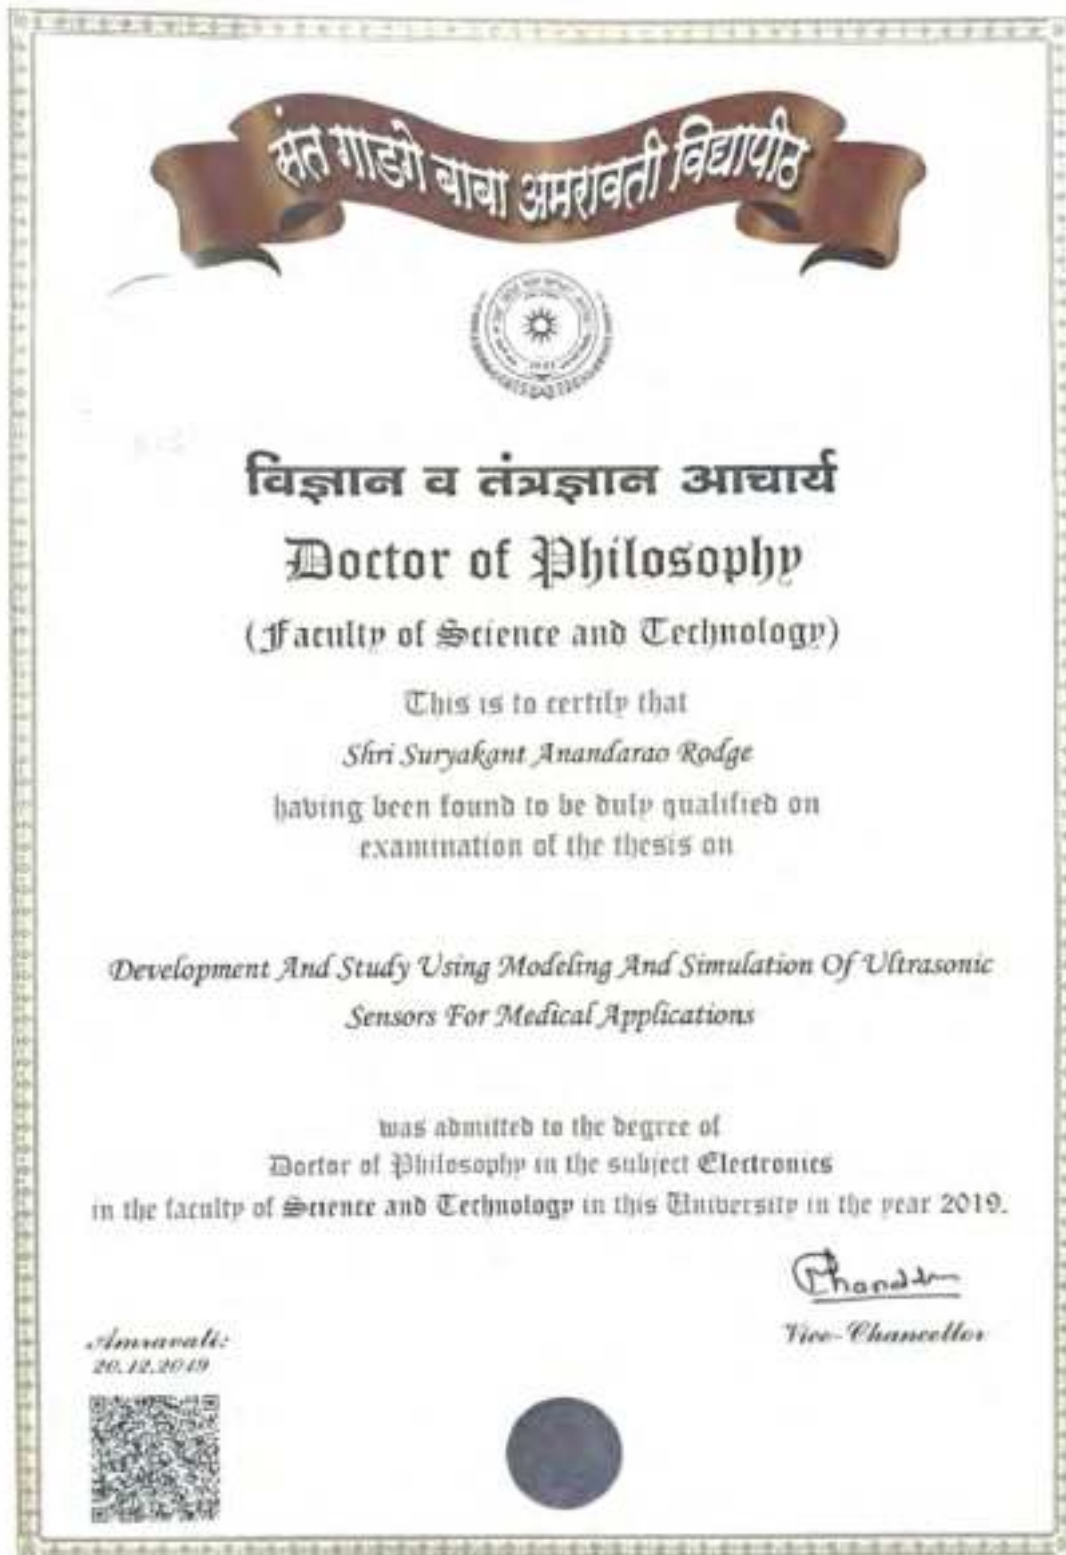 संत गाडगे बाबा अमरावती विद्यापीठ
विज्ञान व तंत्रज्ञान आचार्य
Doctor of Philosophy
(Faculty of Science and Technology)
This is to certify that
Shri Suryakant Anandarao Rodge
having been found to be duly qualified on
examination of the thesis on
Development And Study Using Modeling And Simulation Of Ultrasonic
Sensors For Medical Applications
was admitted to the degree of
Doctor of Philosophy in the subject Electronics
in the faculty of Science and Technology in this University in the year 2019.
Vice-Chancellor
Amravati:
20.12.2019